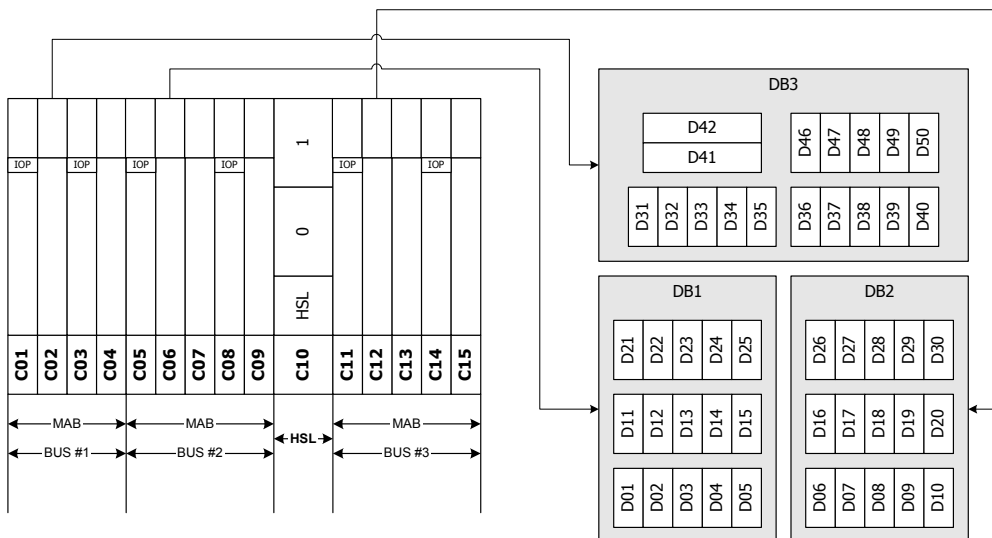 DB3
D42
D41
D46
D47
D48
D49
D50
D31
D32
D33
D34
D35
D36
D37
D38
D39
D40
IOP
IOP
IOP
IOP
1
IOP
IOP
0
HSL
C01
C02
C03
C04
C05
C06
C07
C08
C09
C10
C11
C12
C13
C14
C15
MAB
MAB
HSL
MAB
BUS #1
BUS #2
BUS #3
DB1
D21
D22
D23
D24
D25
D11
D12
D13
D14
D15
D01
D02
D03
D04
D05
DB2
D26
D27
D28
D29
D30
D16
D17
D18
D19
D20
D06
D07
D08
D09
D10